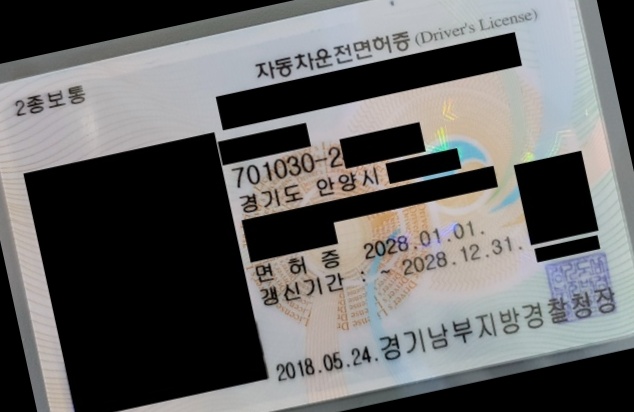 자동차운전면허증 (Driver's License)
2종보통
701030-2
경기도 안양시
면 허 증 2028.01.01.
갱신기간 : ~ 2028.12.31.
2018.05.24. 경기남부지방경찰청장